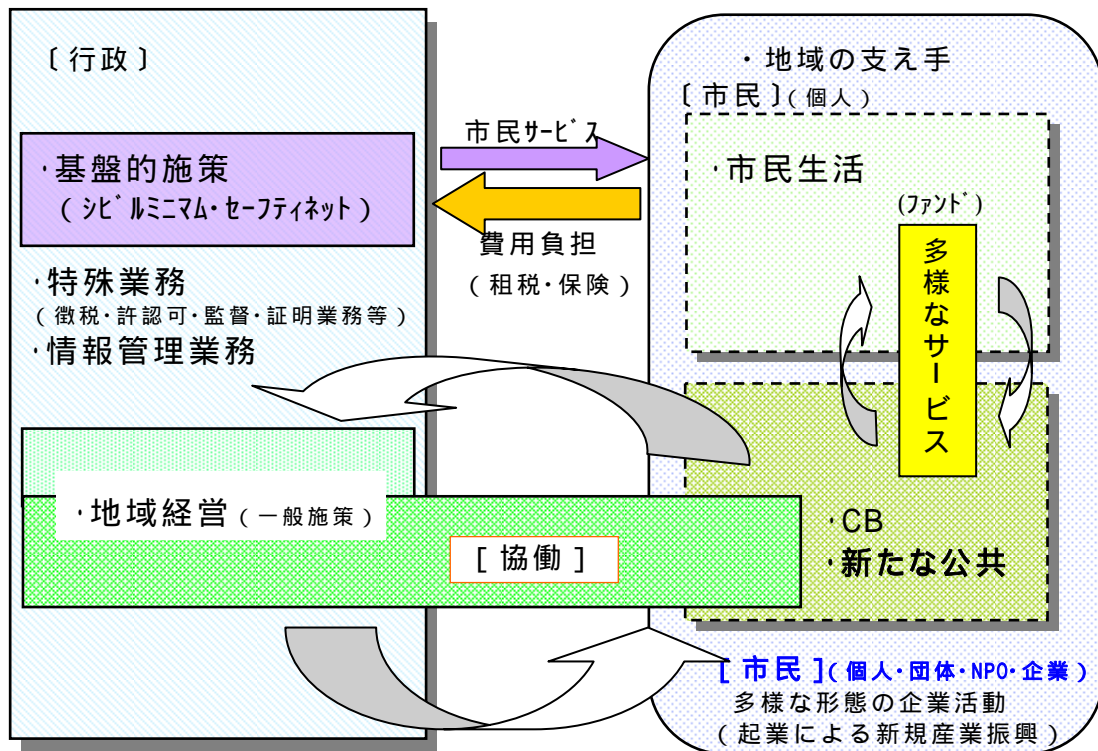 〔行政〕
・基盤的施策
（ｼﾋﾞﾙﾐﾆﾏﾑ・ｾｰﾌﾃｨﾈｯﾄ）
・特殊業務
（徴税・許認可・監督・証明業務等）
・情報管理業務
・地域経営（一般施策）
[協働]
市民ｻｰﾋﾞｽ
費用負担
（租税・保険）
・地域の支え手
〔市民］（個人）
・市民生活
(ﾌｧﾝﾄﾞ)
多様なサービス
・CB
・新たな公共
[市民](個人・団体・NPO・企業)
多様な形態の企業活動
（起業による新規産業振興）